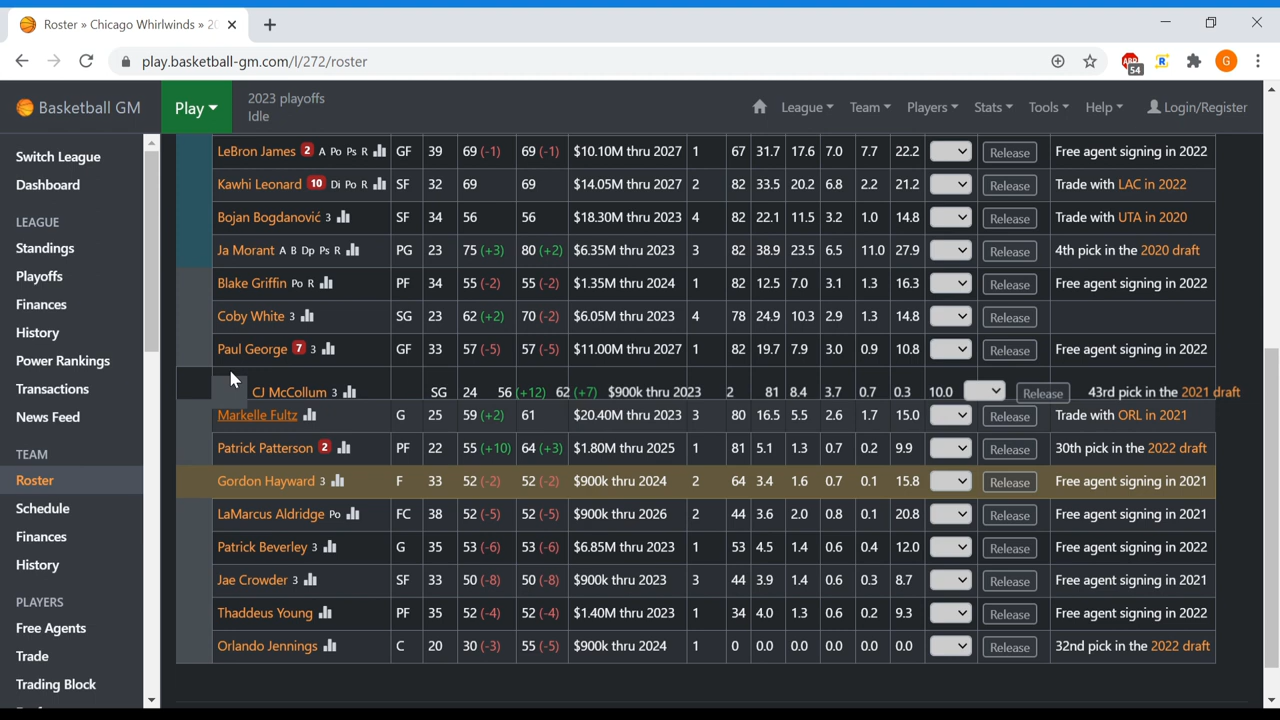 Roster » Chicago Whirlwinds » 20
play.basketball-gm.com/l/272/roster
ABP 54 R G
Basketball GM Play 2023 playoffs Idle League Team Players Stats Tools Help Login/Register
Switch League
Dashboard
LEAGUE
Standings
Playoffs
Finances
History
Power Rankings
Transactions
News Feed
TEAM
Roster
Schedule
Finances
History
PLAYERS
Free Agents
Trade
Trading Block
LeBron James 2 A Po Ps R GF 39 69 (-1) 69 (-1) $10.10M thru 2027 1 67 31.7 17.6 7.0 7.7 22.2 Release Free agent signing in 2022
Kawhi Leonard 10 Di Po R SF 32 69 69 $14.05M thru 2027 2 82 33.5 20.2 6.8 2.2 21.2 Release Trade with LAC in 2022
Bojan Bogdanović 3 SF 34 56 56 $18.30M thru 2023 4 82 22.1 11.5 3.2 1.0 14.8 Release Trade with UTA in 2020
Ja Morant A B Dp Ps R PG 23 75 (+3) 80 (+2) $6.35M thru 2023 3 82 38.9 23.5 6.5 11.0 27.9 Release 4th pick in the 2020 draft
Blake Griffin Po R PF 34 55 (-2) 55 (-2) $1.35M thru 2024 1 82 12.5 7.0 3.1 1.3 16.3 Release Free agent signing in 2022
Coby White 3 SG 23 62 (+2) 70 (-2) $6.05M thru 2023 4 78 24.9 10.3 2.9 1.3 14.8 Release
Paul George 7 3 GF 33 57 (-5) 57 (-5) $11.00M thru 2027 1 82 19.7 7.9 3.0 0.9 10.8 Release Free agent signing in 2022
CJ McCollum 3 SG 24 56 (+12) 62 (+7) $900k thru 2023 2 81 8.4 3.7 0.7 0.3 10.0 Release 43rd pick in the 2021 draft
Markelle Fultz G 25 59 (+2) 61 $20.40M thru 2023 3 80 16.5 5.5 2.6 1.7 15.0 Release Trade with ORL in 2021
Patrick Patterson 2 PF 22 55 (+10) 64 (+3) $1.80M thru 2025 1 81 5.1 1.3 0.7 0.2 9.9 Release 30th pick in the 2022 draft
Gordon Hayward 3 F 33 52 (-2) 52 (-2) $900k thru 2024 2 64 3.4 1.6 0.7 0.1 15.8 Release Free agent signing in 2021
LaMarcus Aldridge Po FC 38 52 (-5) 52 (-5) $900k thru 2026 2 44 3.6 2.0 0.8 0.1 20.8 Release Free agent signing in 2021
Patrick Beverley 3 G 35 53 (-6) 53 (-6) $6.85M thru 2023 1 53 4.5 1.4 0.6 0.4 12.0 Release Free agent signing in 2022
Jae Crowder 3 SF 33 50 (-8) 50 (-8) $900k thru 2023 3 44 3.9 1.4 0.6 0.3 8.7 Release Free agent signing in 2021
Thaddeus Young PF 35 52 (-4) 52 (-4) $1.40M thru 2023 1 34 4.0 1.3 0.6 0.2 9.3 Release Free agent signing in 2022
Orlando Jennings C 20 30 (-3) 55 (-5) $900k thru 2024 1 0 0.0 0.0 0.0 0.0 0.0 Release 32nd pick in the 2022 draft